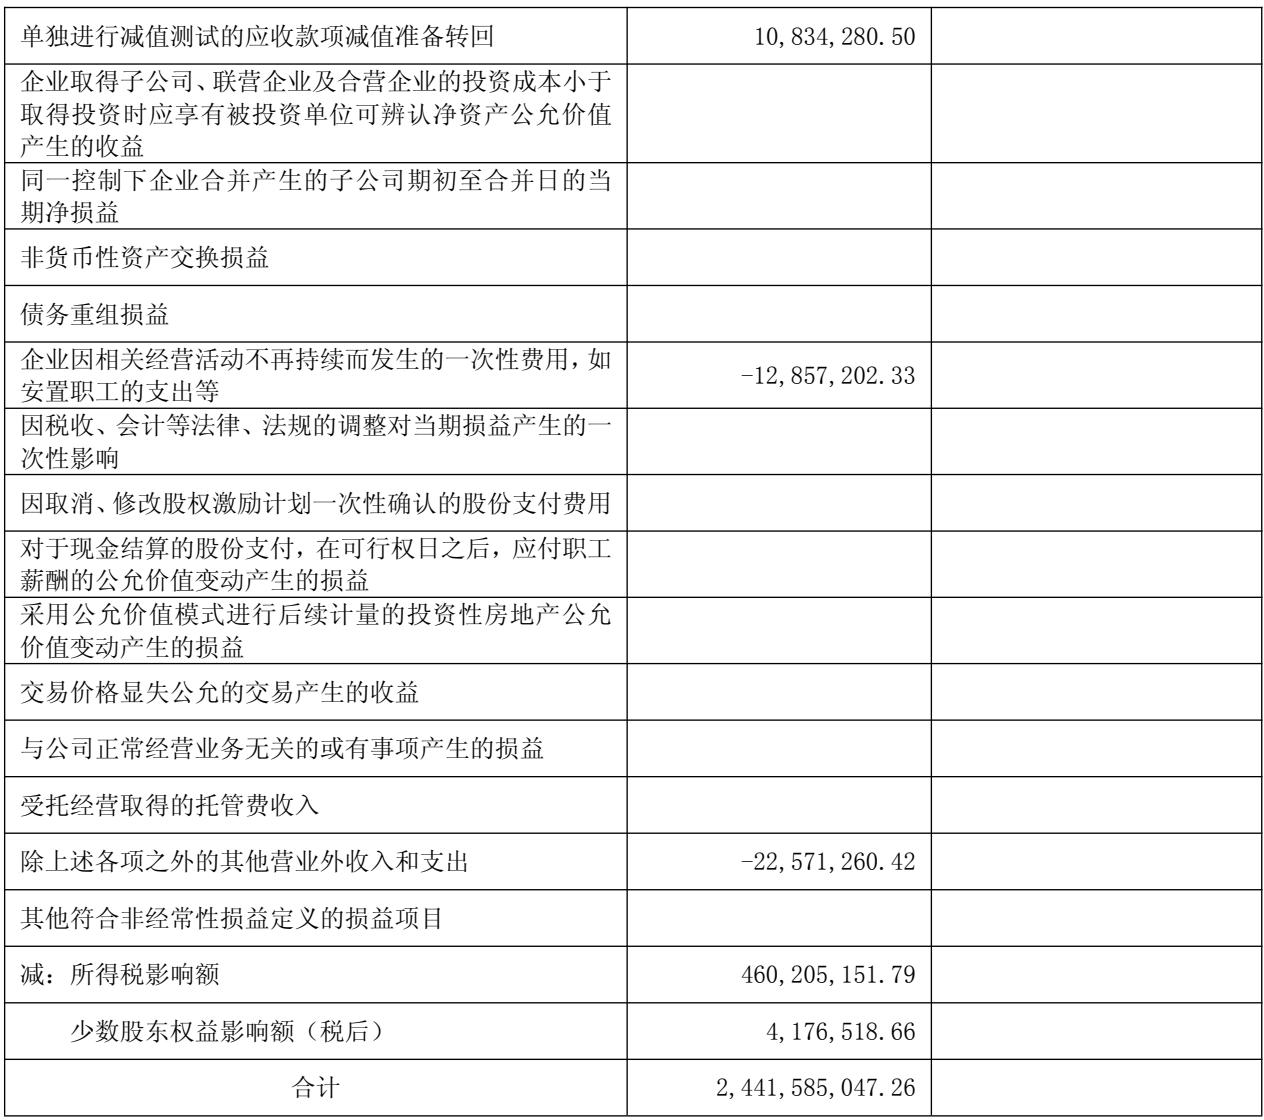 单独进行减值测试的应收款项减值准备转回 10,834,280.50
企业取得子公司、联营企业及合营企业的投资成本小于
取得投资时应享有被投资单位可辨认净资产公允价值
产生的收益
同一控制下企业合并产生的子公司期初至合并日的当
期净损益
非货币性资产交换损益
债务重组损益
企业因相关经营活动不再持续而发生的一次性费用，如
安置职工的支出等 -12,857,202.33
因税收、会计等法律、法规的调整对当期损益产生的一
次性影响
因取消、修改股权激励计划一次性确认的股份支付费用
对于现金结算的股份支付，在可行权日之后，应付职工
薪酬的公允价值变动产生的损益
采用公允价值模式进行后续计量的投资性房地产公允
价值变动产生的损益
交易价格显失公允的交易产生的收益
与公司正常经营业务无关的或有事项产生的损益
受托经营取得的托管费收入
除上述各项之外的其他营业外收入和支出 -22,571,260.42
其他符合非经常性损益定义的损益项目
减：所得税影响额 460,205,151.79
少数股东权益影响额（税后） 4,176,518.66
合计 2,441,585,047.26